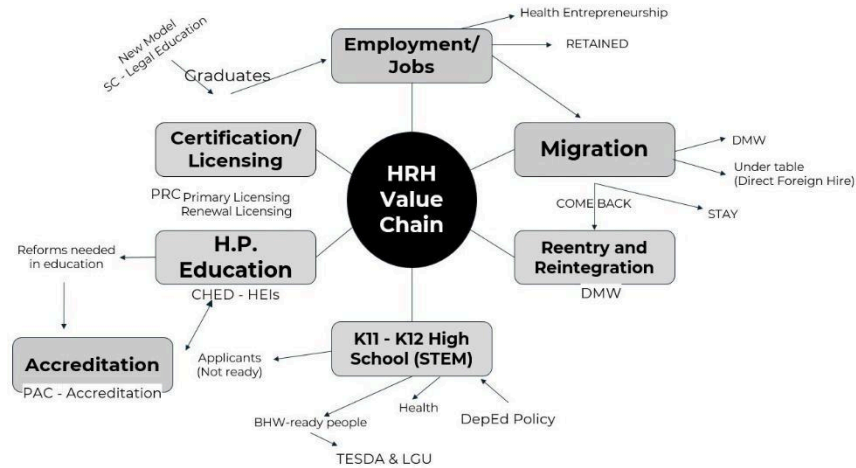 Health Entrepreneurship
Employment/
Jobs
RETAINED
New Model
SC - Legal Education
Graduates
Certification/
Licensing
PRC Primary Licensing
Renewal Licensing
HRH
Value
Chain
Migration
DMW
Under table
(Direct Foreign Hire)
COME BACK
STAY
H.P.
Education
CHED - HEIs
Reforms needed
in education
Reentry and
Reintegration
DMW
Accreditation
PAC - Accreditation
Applicants
(Not ready)
K11 - K12 High
School (STEM)
BHW-ready people
Health
DepEd Policy
TESDA & LGU